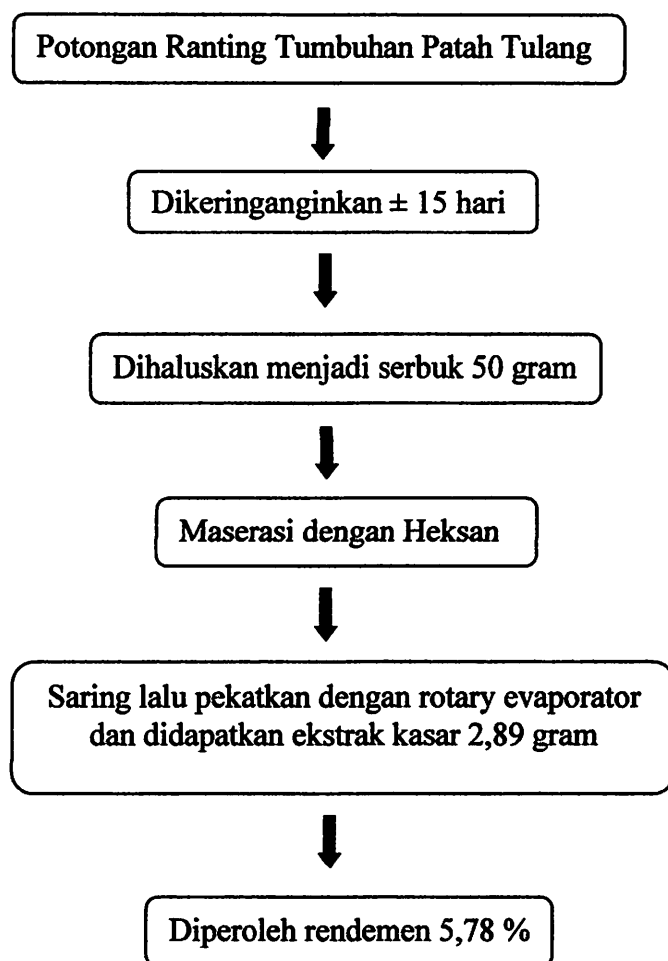 Potongan Ranting Tumbuhan Patah Tulang
Dikeringanginkan ± 15 hari
Dihaluskan menjadi serbuk 50 gram
Maserasi dengan Heksan
Saring lalu pekatkan dengan rotary evaporator
dan didapatkan ekstrak kasar 2,89 gram
Diperoleh rendemen 5,78 %